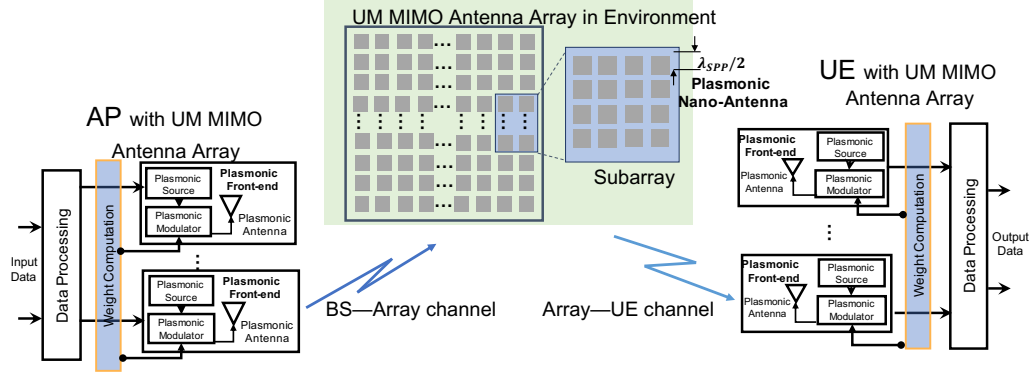 UM MIMO Antenna Array in Environment
...
...
...
...
...
...
...
...
λSPP/2
Plasmonic
Nano-Antenna
Subarray
AP with UM MIMO
Antenna Array
Input
Data
Data Processing
Weight Computation
Plasmonic
Source
Plasmonic
Modulator
Plasmonic
Front-end
Plasmonic
Antenna
...
Plasmonic
Source
Plasmonic
Modulator
Plasmonic
Front-end
Plasmonic
Antenna
BS—Array channel
Array—UE channel
UE with UM MIMO
Antenna Array
Plasmonic
Front-end
Plasmonic
Source
Plasmonic
Antenna
Plasmonic
Modulator
...
Plasmonic
Front-end
Plasmonic
Source
Plasmonic
Antenna
Plasmonic
Modulator
Weight Computation
Data Processing
Output
Data